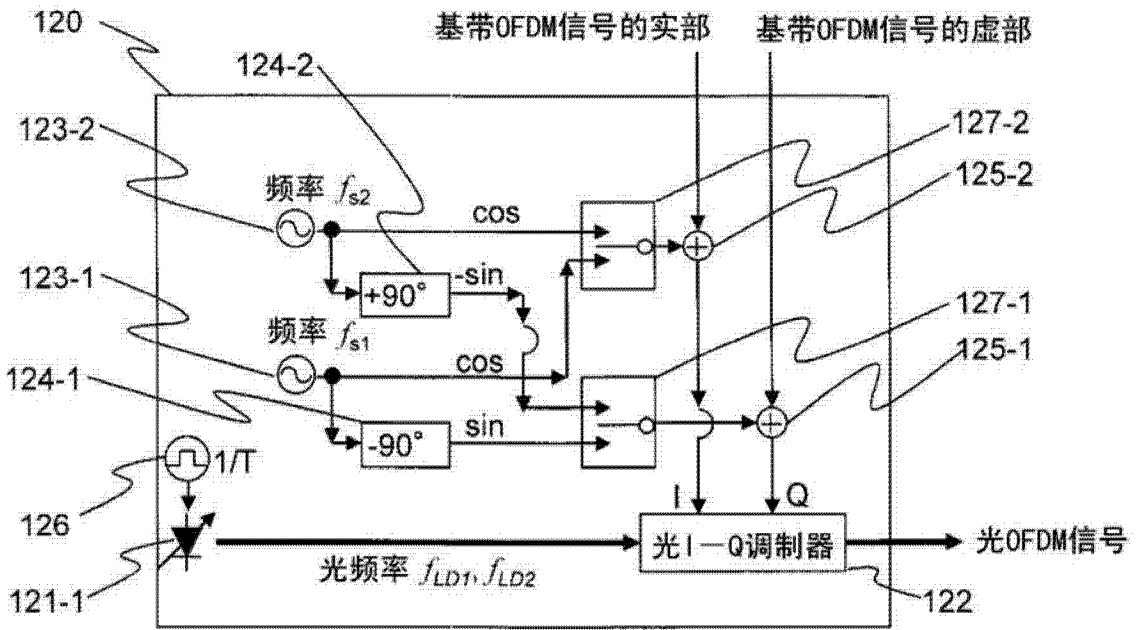 120
基带OFDM信号的实部
基带OFDM信号的虚部
124-2
123-2
127-2
频率 fs2
cos
125-2
+90°
-sin
123-1
127-1
频率 fs1
cos
124-1
125-1
-90°
sin
1/T
126
I
Q
光I-Q调制器
光OFDM信号
光频率 fLD1, fLD2
121-1
122